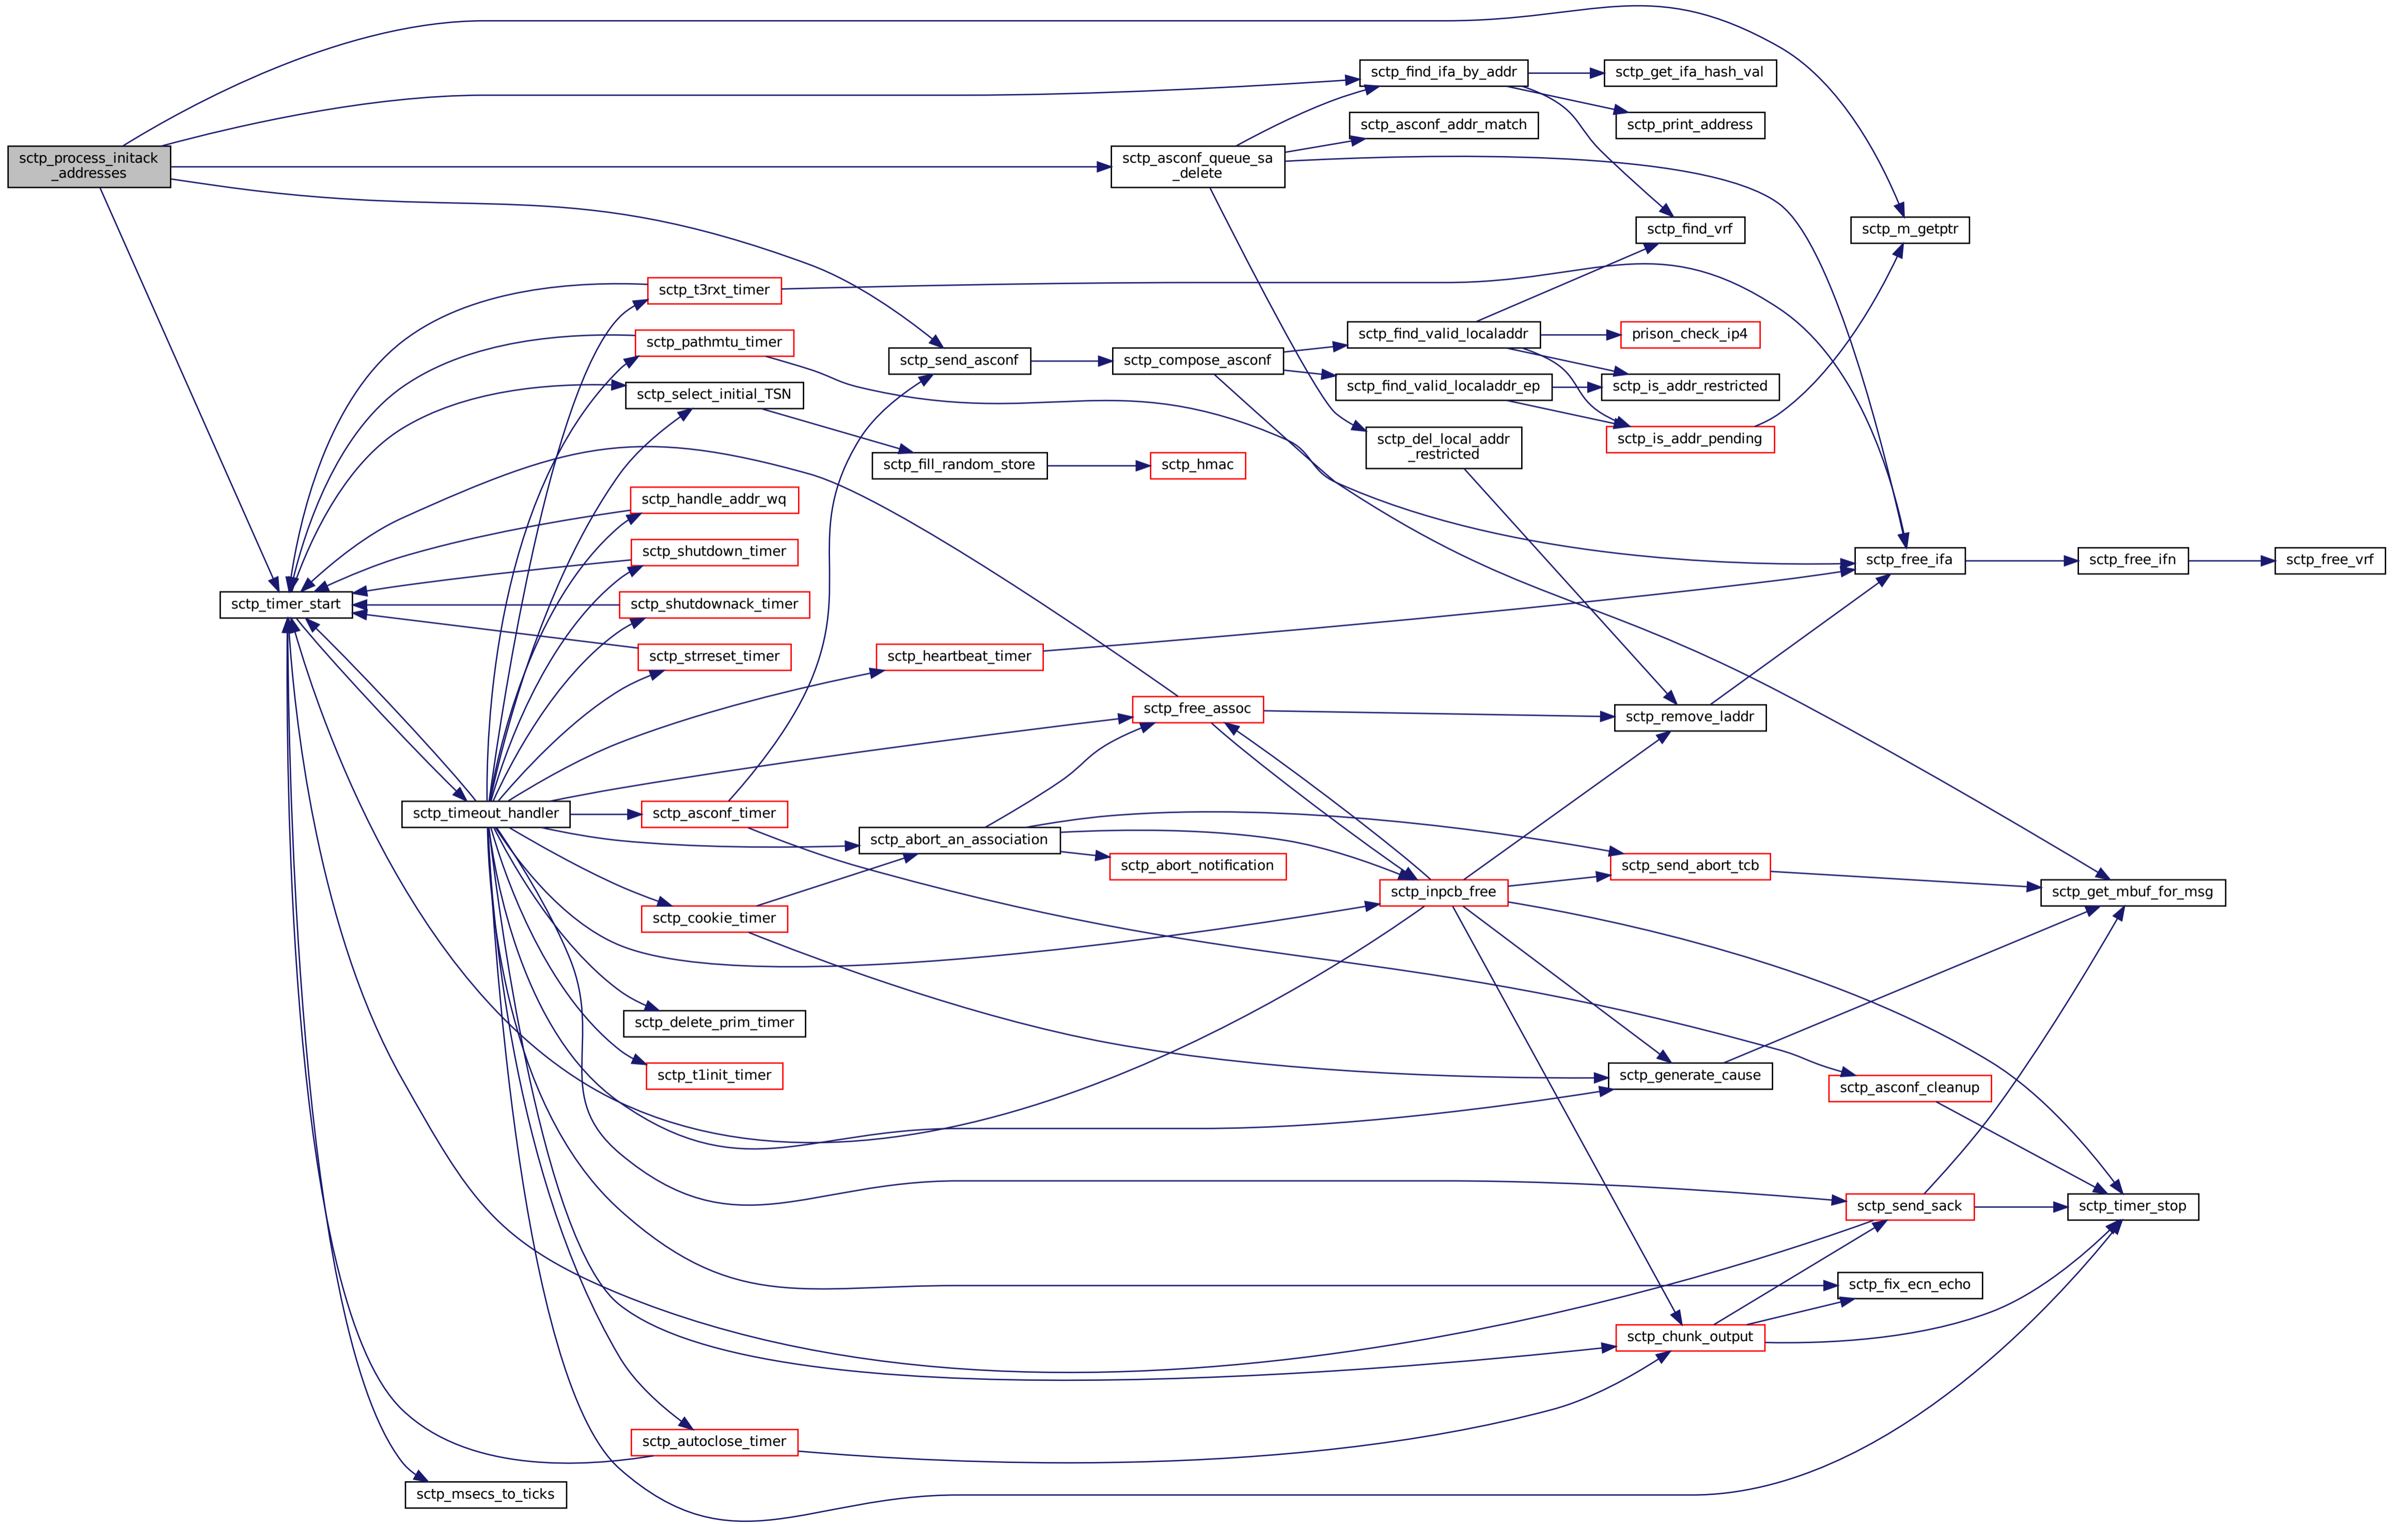 sctp_process_initack
_addresses
sctp_find_ifa_by_addr
sctp_get_ifa_hash_val
sctp_asconf_addr_match
sctp_print_address
sctp_asconf_queue_sa
_delete
sctp_find_vrf
sctp_m_getptr
sctp_t3rxt_timer
sctp_pathmtu_timer
sctp_send_asconf
sctp_compose_asconf
sctp_find_valid_localaddr
prison_check_ip4
sctp_select_initial_TSN
sctp_find_valid_localaddr_ep
sctp_is_addr_restricted
sctp_del_local_addr
_restricted
sctp_is_addr_pending
sctp_fill_random_store
sctp_hmac
sctp_handle_addr_wq
sctp_shutdown_timer
sctp_free_ifa
sctp_free_ifn
sctp_free_vrf
sctp_timer_start
sctp_shutdownack_timer
sctp_strreset_timer
sctp_heartbeat_timer
sctp_free_assoc
sctp_remove_laddr
sctp_timeout_handler
sctp_asconf_timer
sctp_abort_an_association
sctp_abort_notification
sctp_send_abort_tcb
sctp_inpcb_free
sctp_get_mbuf_for_msg
sctp_cookie_timer
sctp_delete_prim_timer
sctp_t1init_timer
sctp_generate_cause
sctp_asconf_cleanup
sctp_send_sack
sctp_timer_stop
sctp_fix_ecn_echo
sctp_chunk_output
sctp_autoclose_timer
sctp_msecs_to_ticks